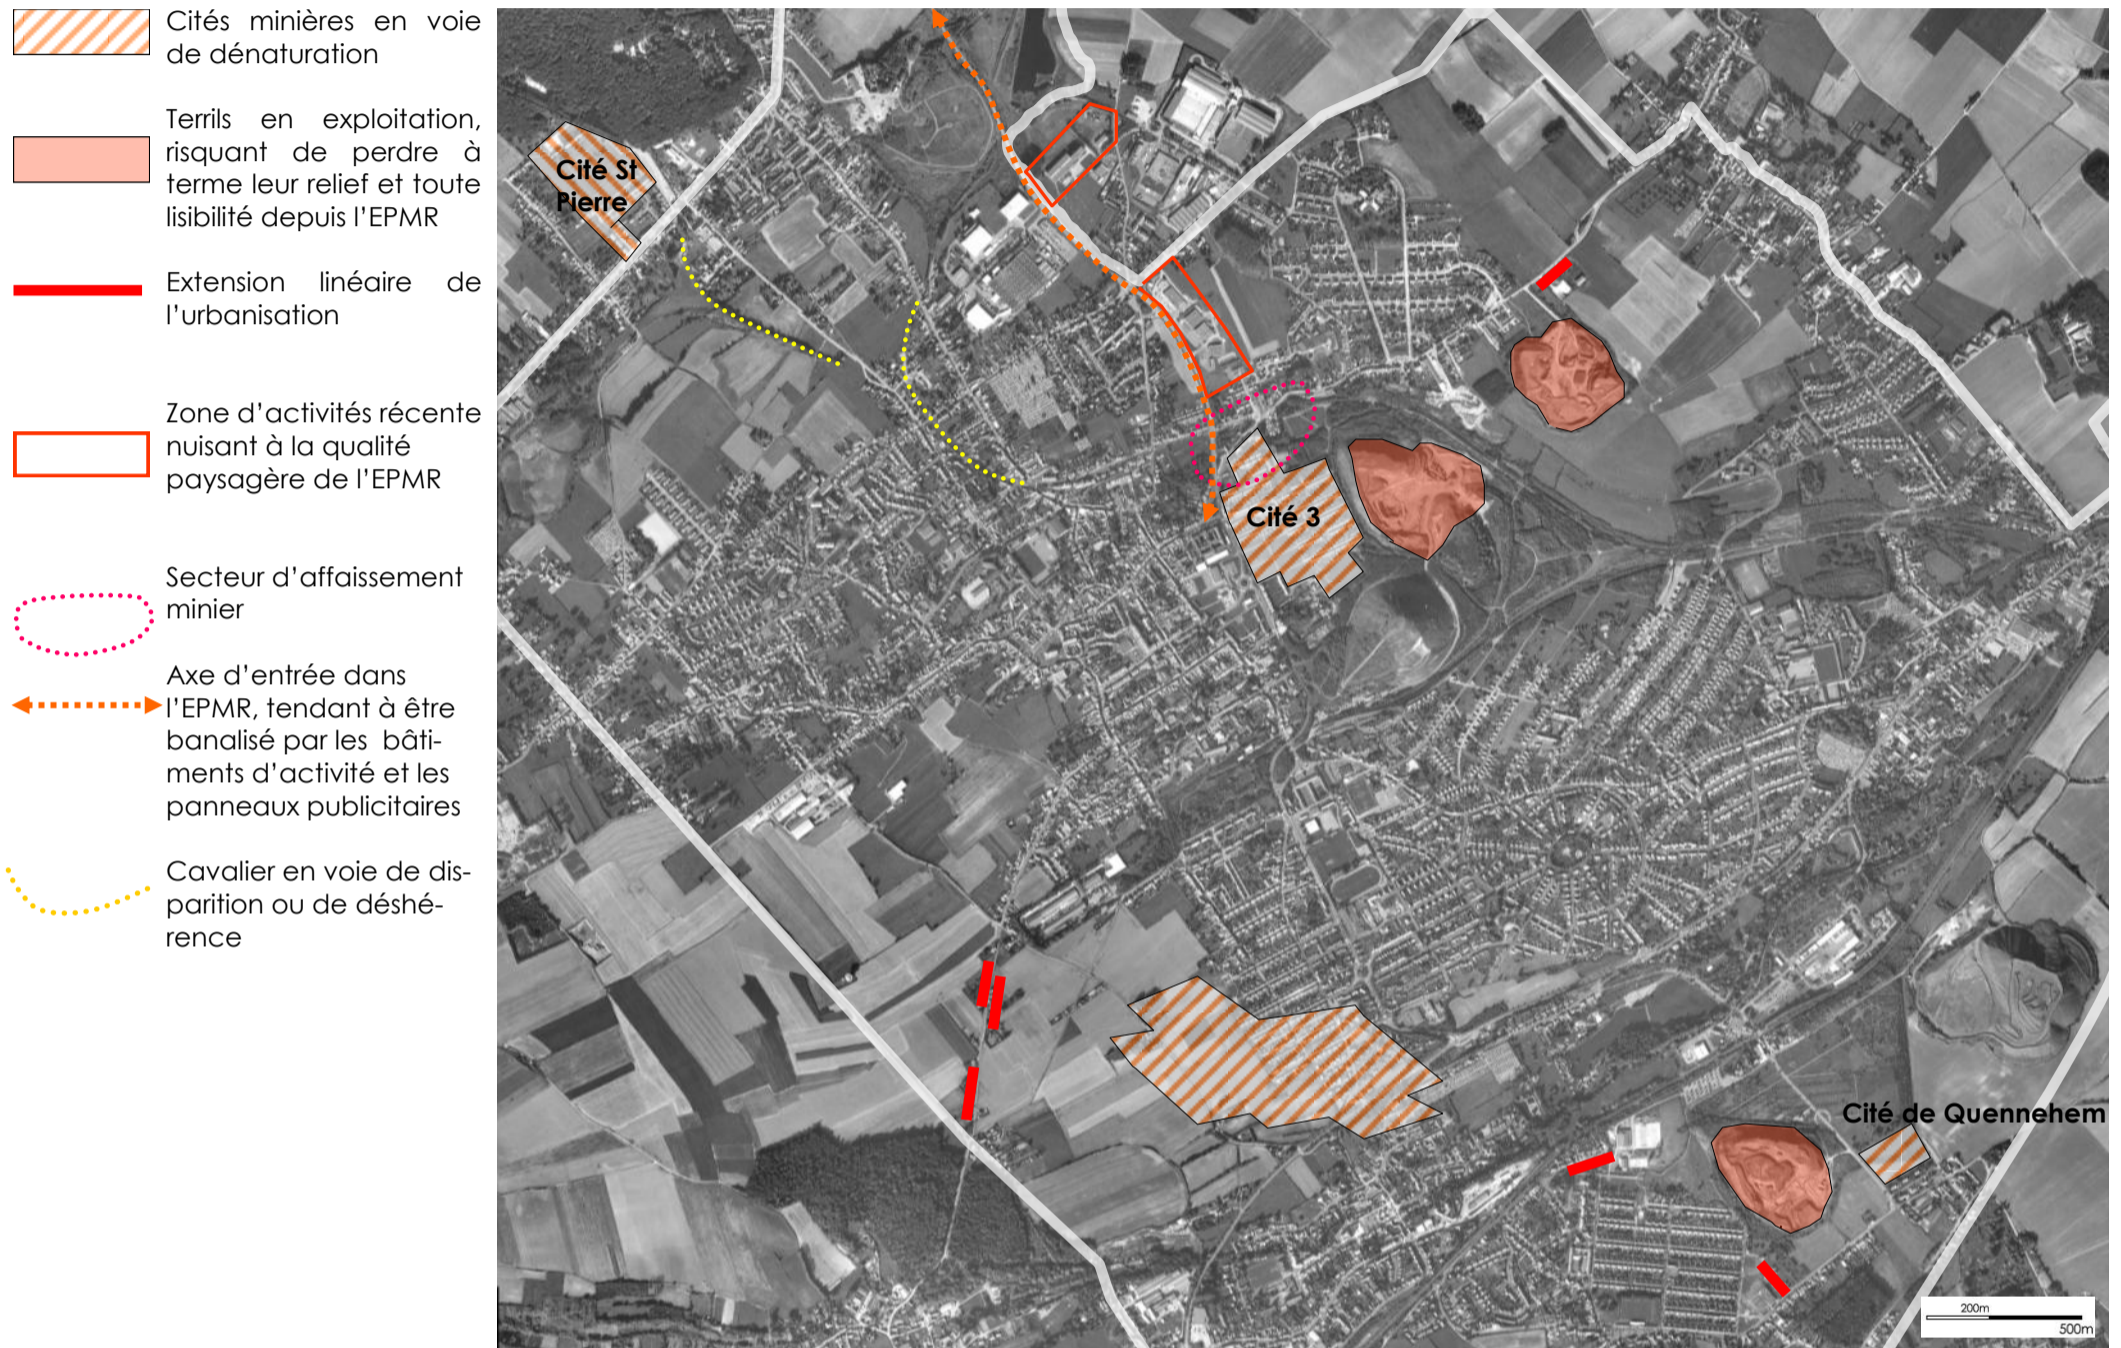 Cités minières en voie
de dénaturation
Terrils en exploitation,
risquant de perdre à
terme leur relief et toute
lisibilité depuis l'EPMR
Extension linéaire de
l'urbanisation
Zone d'activités récente
nuisant à la qualité
paysagère de l'EPMR
Secteur d'affaissement
minier
Axe d'entrée dans
l'EPMR, tendant à être
banalisé par les bâti-
ments d'activité et les
panneaux publicitaires
Cavalier en voie de dis-
parition ou de déshé-
rence
Cité St
Pierre
Cité 3
Cité de Quennehem
200m
500m